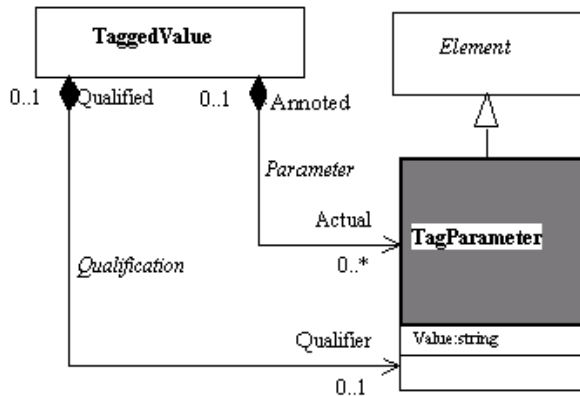 TaggedValue
Element
0..1
Qualified
0..1
Annoted
Parameter
Actual
TagParameter
0..*
Qualification
Qualifier
Value:string
0..1